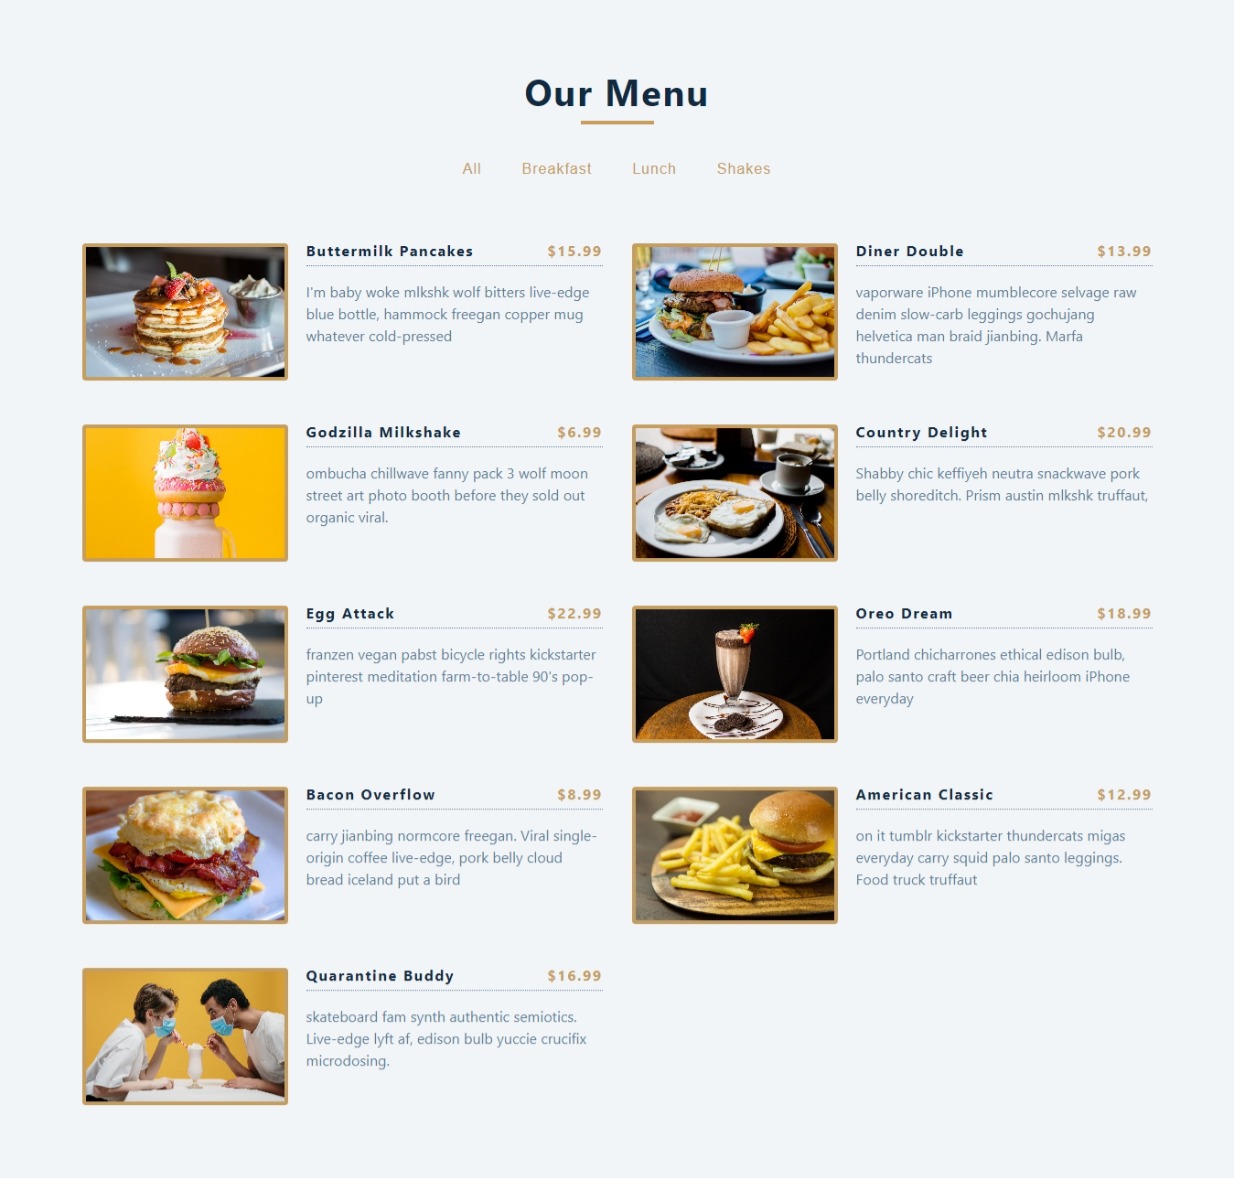 Our Menu
All
Breakfast
Lunch
Shakes
Buttermilk Pancakes
$15.99
I'm baby woke mlkshk wolf bitters live-edge
blue bottle, hammock freegan copper mug
whatever cold-pressed
Diner Double
$13.99
vaporware iPhone mumblecore selvage raw
denim slow-carb leggings gochujang
helvetica man braid jianbing. Marfa
thundercats
Godzilla Milkshake
$6.99
ombucha chillwave fanny pack 3 wolf moon
street art photo booth before they sold out
organic viral.
Country Delight
$20.99
Shabby chic keffiyeh neutra snackwave pork
belly shoreditch. Prism austin mlkshk truffaut,
Egg Attack
$22.99
franzen vegan pabst bicycle rights kickstarter
pinterest meditation farm-to-table 90's pop-
up
Oreo Dream
$18.99
Portland chicharrones ethical edison bulb,
palo santo craft beer chia heirloom iPhone
everyday
Bacon Overflow
$8.99
carry jianbing normcore freegan. Viral single-
origin coffee live-edge, pork belly cloud
bread iceland put a bird
American Classic
$12.99
on it tumblr kickstarter thundercats migas
everyday carry squid palo santo leggings.
Food truck truffaut
Quarantine Buddy
$16.99
skateboard fam synth authentic semiotics.
Live-edge lyft af, edison bulb yuccie crucifix
microdosing.